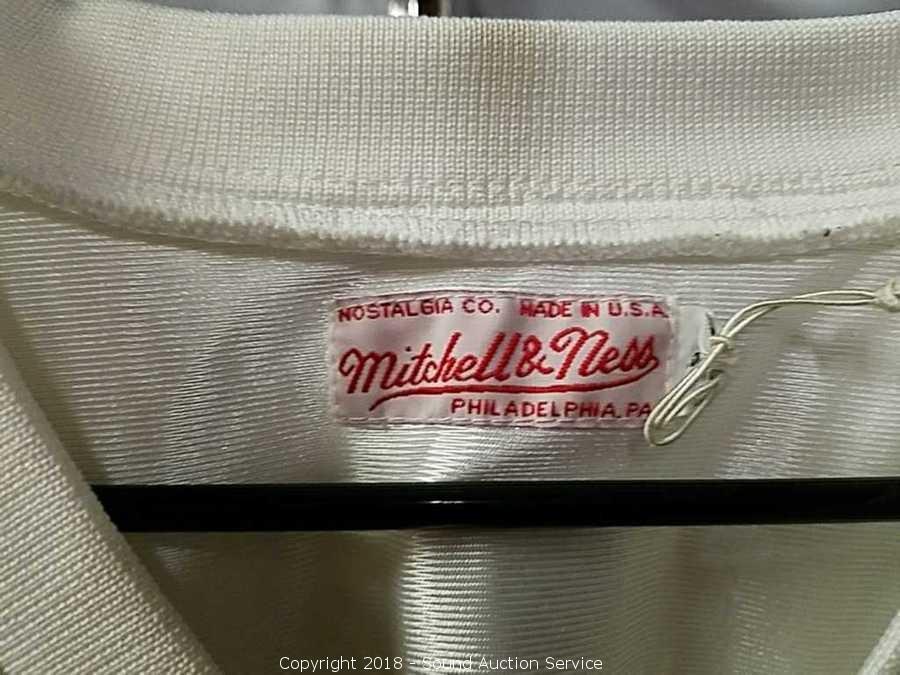 NOSTALGIA CO. MADE IN U.S.A.
Mitchell & Ness
PHILADELPHIA, PA
Copyright 2018 - Sound Auction Service